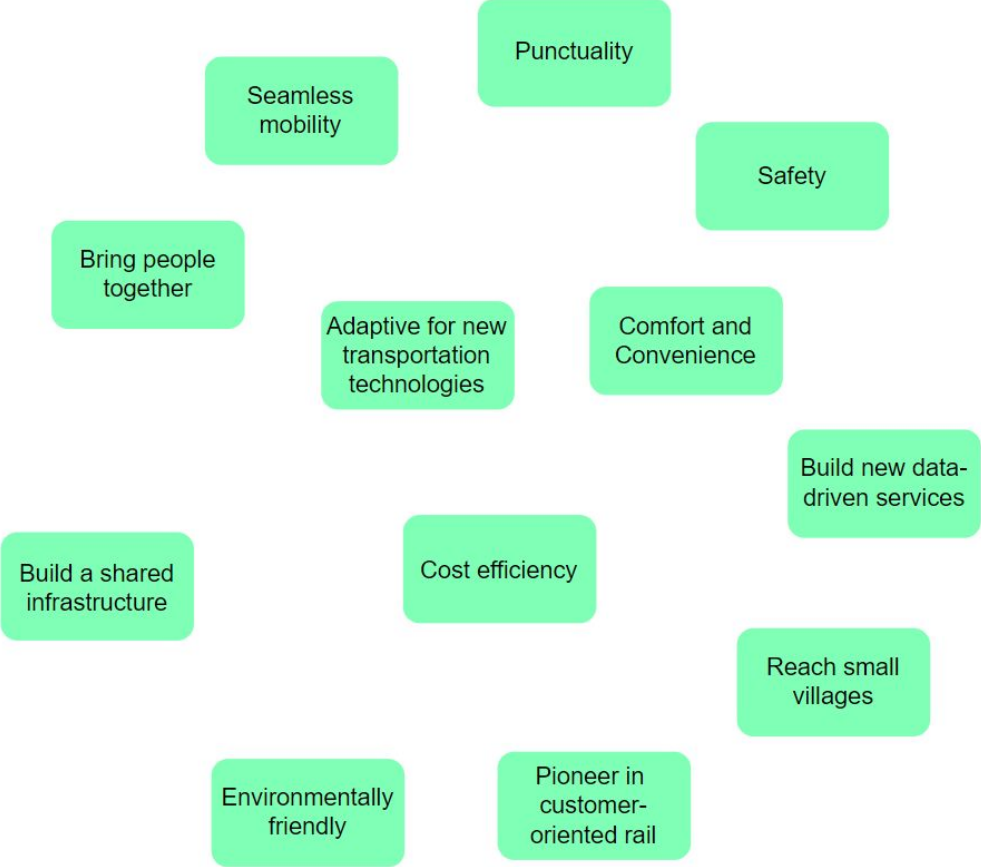 Punctuality
Seamless
mobility
Safety
Bring people
together
Adaptive for new
transportation
technologies
Comfort and
Convenience
Build new data-
driven services
Build a shared
infrastructure
Cost efficiency
Reach small
villages
Environmentally
friendly
Pioneer in
customer-
oriented rail